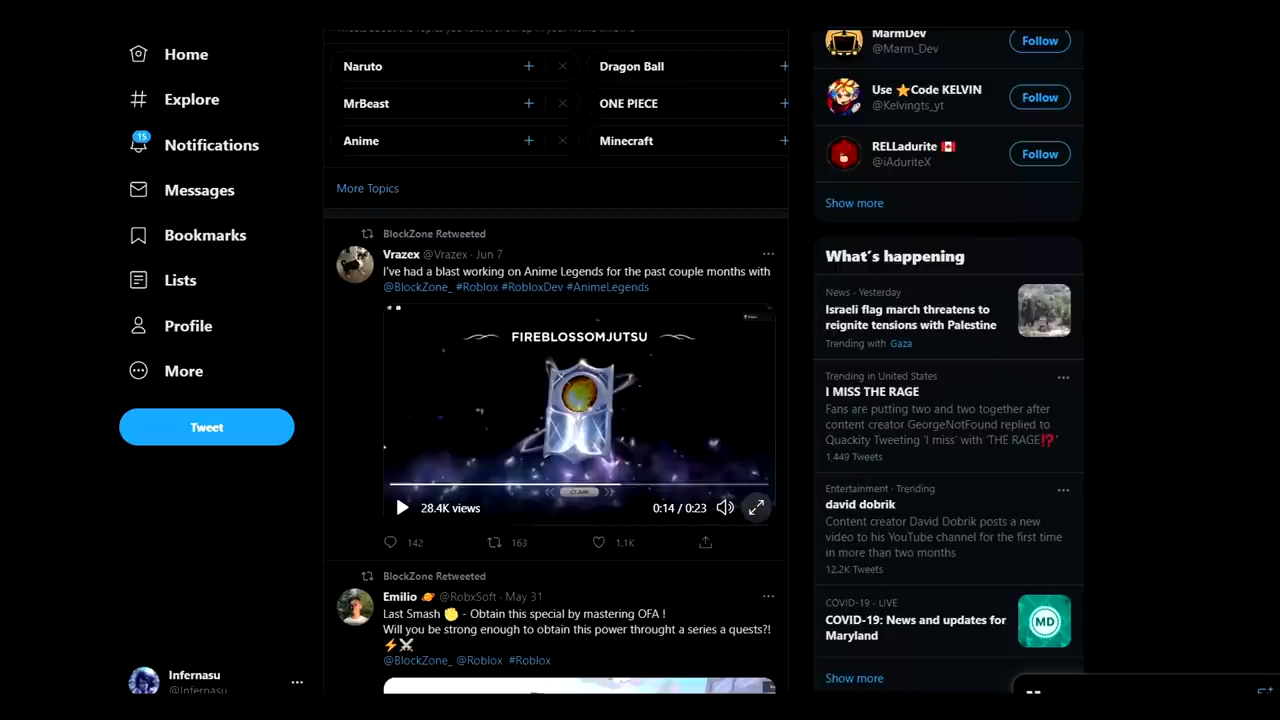 Home
Explore
15
Notifications
Messages
Bookmarks
Lists
Profile
More
Tweet
Infernasu
@Infernasu
Naruto
Dragon Ball
MrBeast
ONE PIECE
Anime
Minecraft
More Topics
BlockZone Retweeted
Vrazex @Vrazex · Jun 7
I've had a blast working on Anime Legends for the past couple months with
@BlockZone_ #Roblox #RobloxDev #AnimeLegends
FIREBLOSSOMJUTSU
CLAIM
28.4K views
0:14 / 0:23
142
163
1.1K
BlockZone Retweeted
Emilio 🪐 @RobxSoft · May 31
Last Smash ✊ - Obtain this special by mastering OFA !
Will you be strong enough to obtain this power throught a series a quests?!
⚡⚔
@BlockZone_ @Roblox #Roblox
MarmDev
@Marm_Dev
Follow
Use ⭐Code KELVIN
@Kelvingts_yt
Follow
RELLadurite 🇨🇦
@iAduriteX
Follow
Show more
What's happening
News · Yesterday
Israeli flag march threatens to
reignite tensions with Palestine
Trending with Gaza
Trending in United States
I MISS THE RAGE
Fans are putting two and two together after
content creator GeorgeNotFound replied to
Quackity Tweeting 'I miss' with 'THE RAGE⁉'
1,449 Tweets
Entertainment · Trending
david dobrik
Content creator David Dobrik posts a new
video to his YouTube channel for the first time
in more than two months
12.2K Tweets
COVID-19 · LIVE
COVID-19: News and updates for
Maryland
MD
Show more